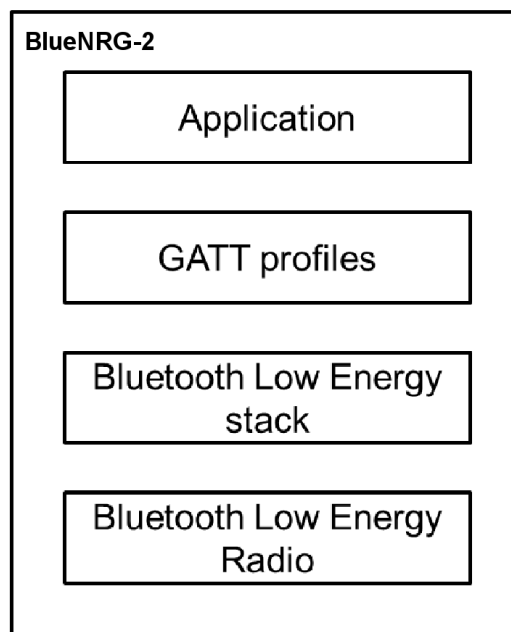 BlueNRG-2
Application
GATT profiles
Bluetooth Low Energy
stack
Bluetooth Low Energy
Radio